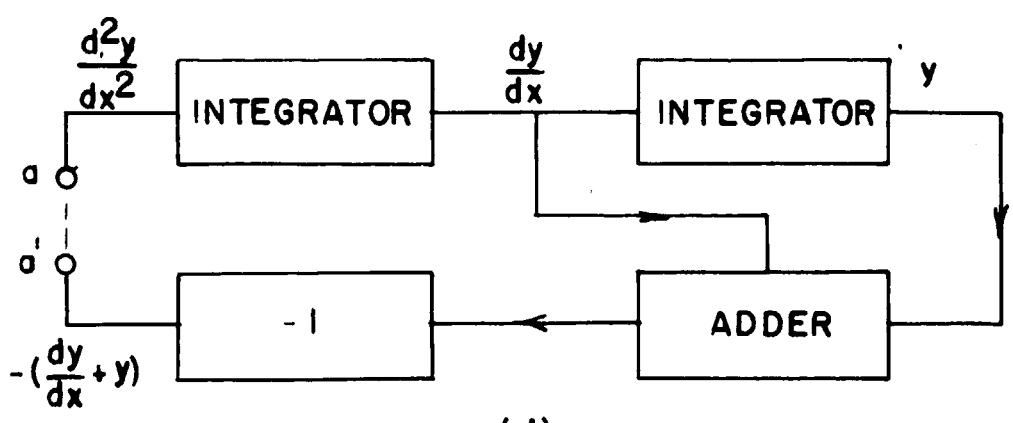 d²y/dx²
INTEGRATOR
dy/dx
INTEGRATOR
y
a
a'
-1
ADDER
-(dy/dx + y)